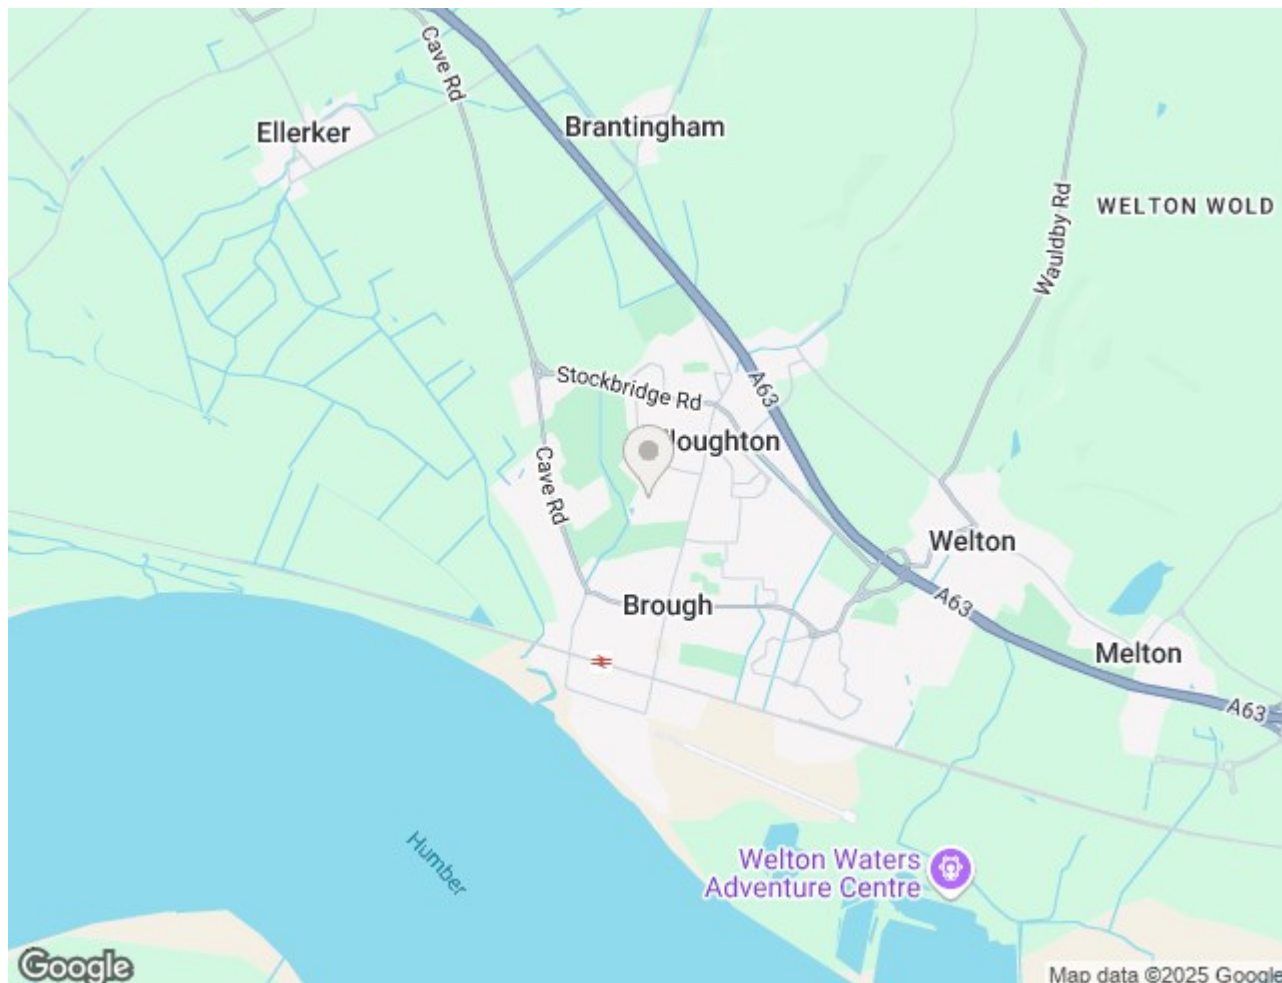 Cave Rd
Ellerker
Brantingham
WELTON WOLD
Wauldby Rd
Stockbridge Rd
A63
loughton
Cave Rd
Welton
A63
Brough
Melton
A63
Humber
Welton Waters
Adventure Centre
Google
Map data ©2025 Google